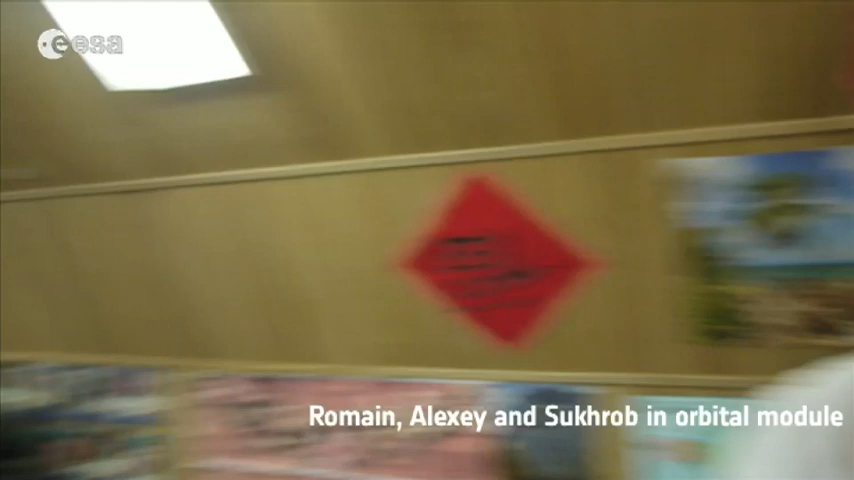 esa
Romain, Alexey and Sukhrob in orbital module